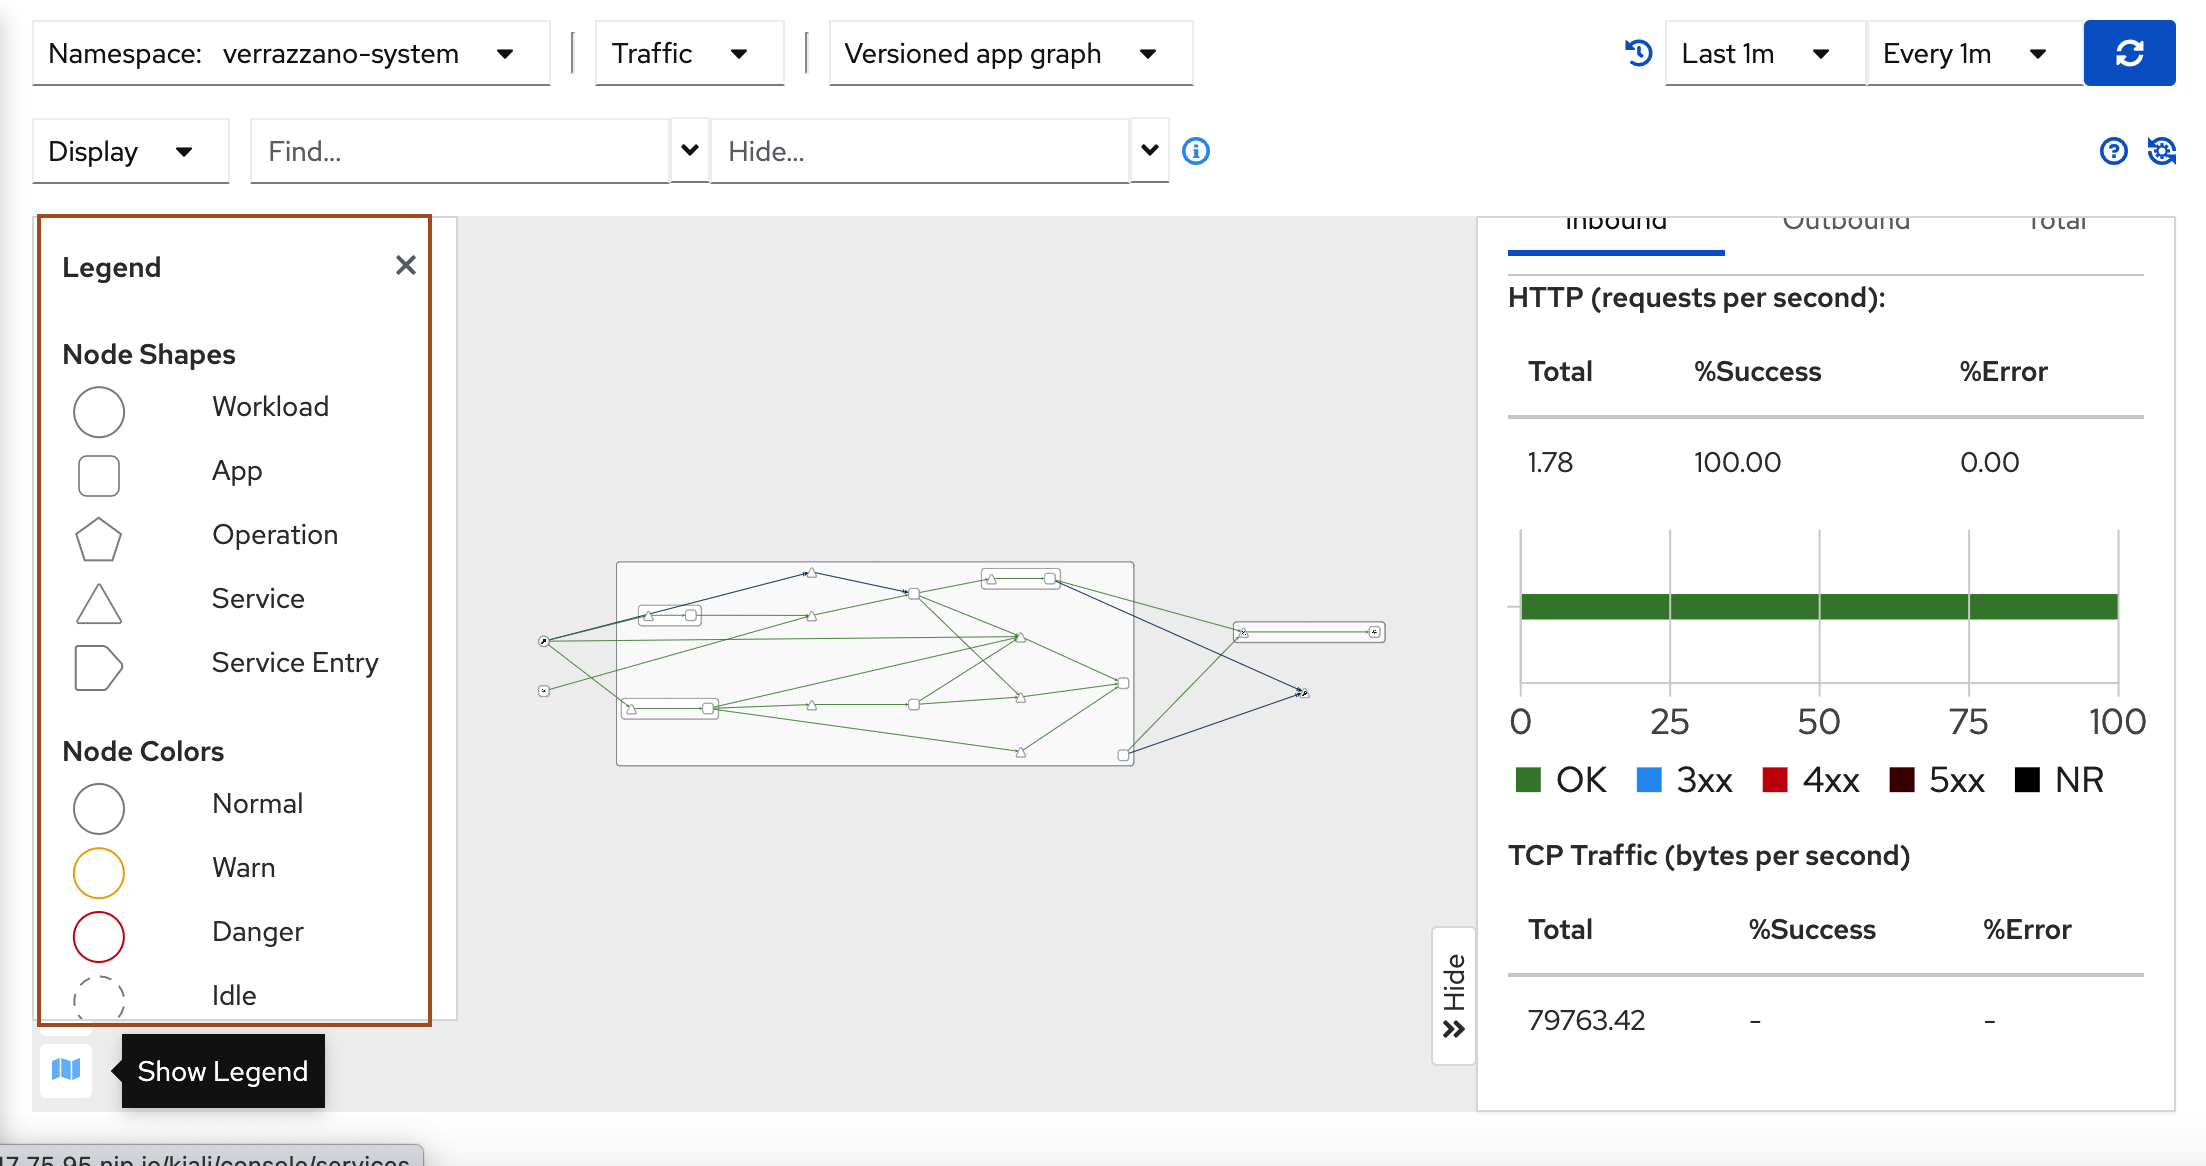 Namespace: verrazzano-system
Traffic
Versioned app graph
Last 1m
Every 1m
Display
Find...
Hide...
Legend
Node Shapes
Workload
App
Operation
Service
Service Entry
Node Colors
Normal
Warn
Danger
Idle
Show Legend
Hide
Inbound Outbound Total
HTTP (requests per second):
Total %Success %Error
1.78 100.00 0.00
0 25 50 75 100
OK 3xx 4xx 5xx NR
TCP Traffic (bytes per second)
Total %Success %Error
79763.42 - -
17.75.95.nip.io/kiali/console/services